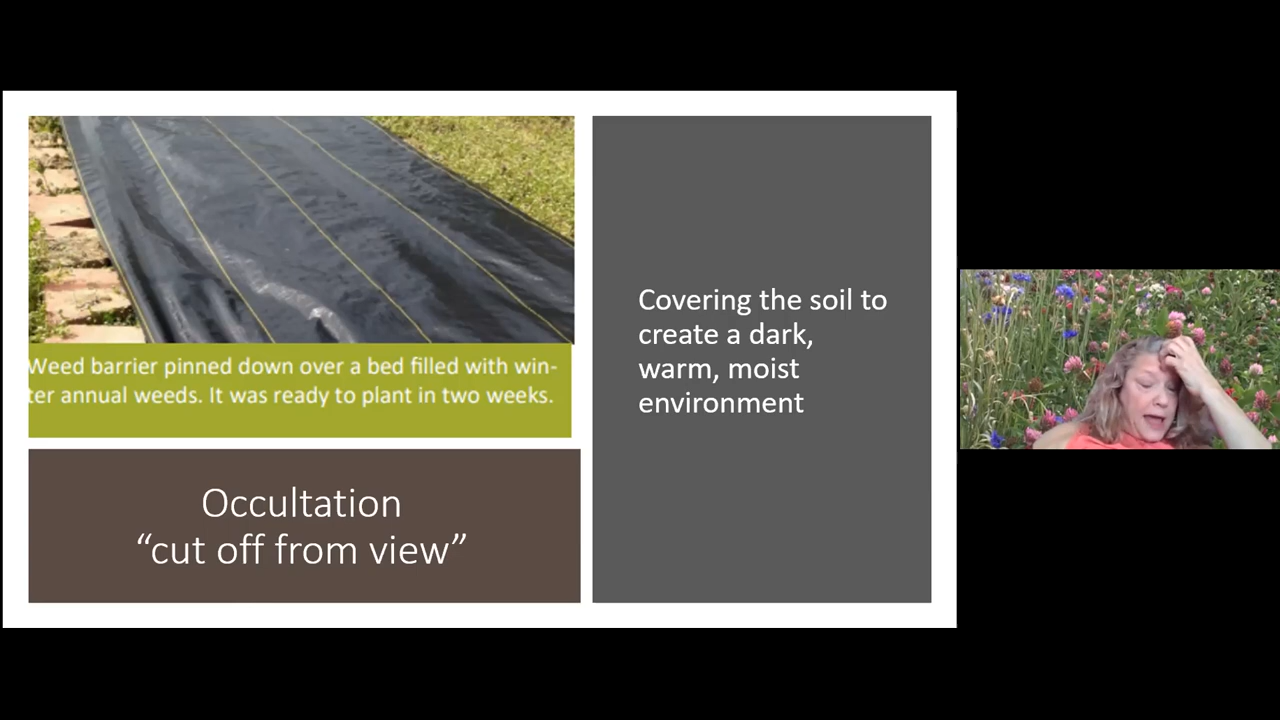 Weed barrier pinned down over a bed filled with win-
ter annual weeds. It was ready to plant in two weeks.
Occultation
“cut off from view”
Covering the soil to
create a dark,
warm, moist
environment